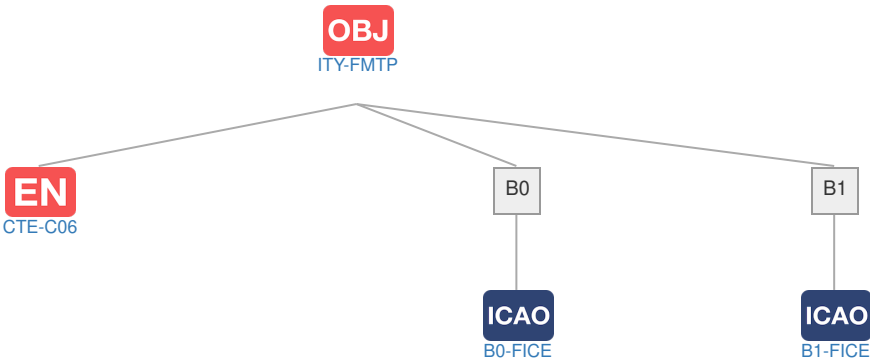 OBJ
ITY-FMTP
EN
CTE-C06
B0
B1
ICAO
B0-FICE
ICAO
B1-FICE